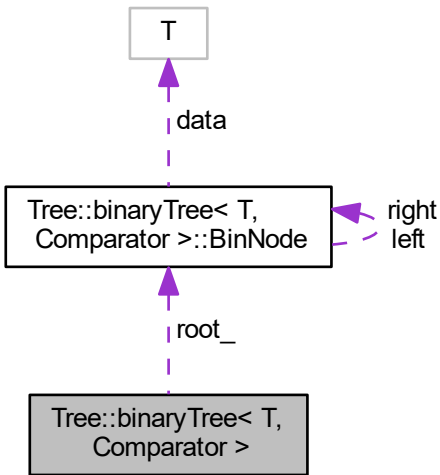 T
data
Tree::binaryTree< T,
Comparator >::BinNode
right
left
root_
Tree::binaryTree< T,
Comparator >